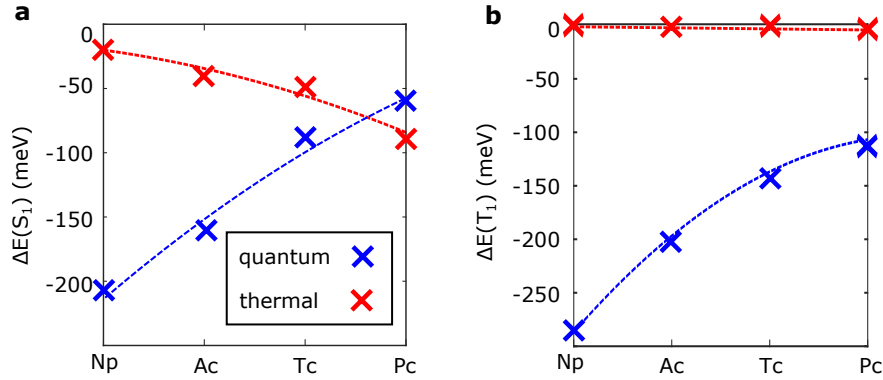 a
0
-50
-100
-150
-200
ΔE(S₁) (meV)
quantum
thermal
Np Ac Tc Pc
b
0
-50
-100
-150
-200
-250
ΔE(T₁) (meV)
Np Ac Tc Pc